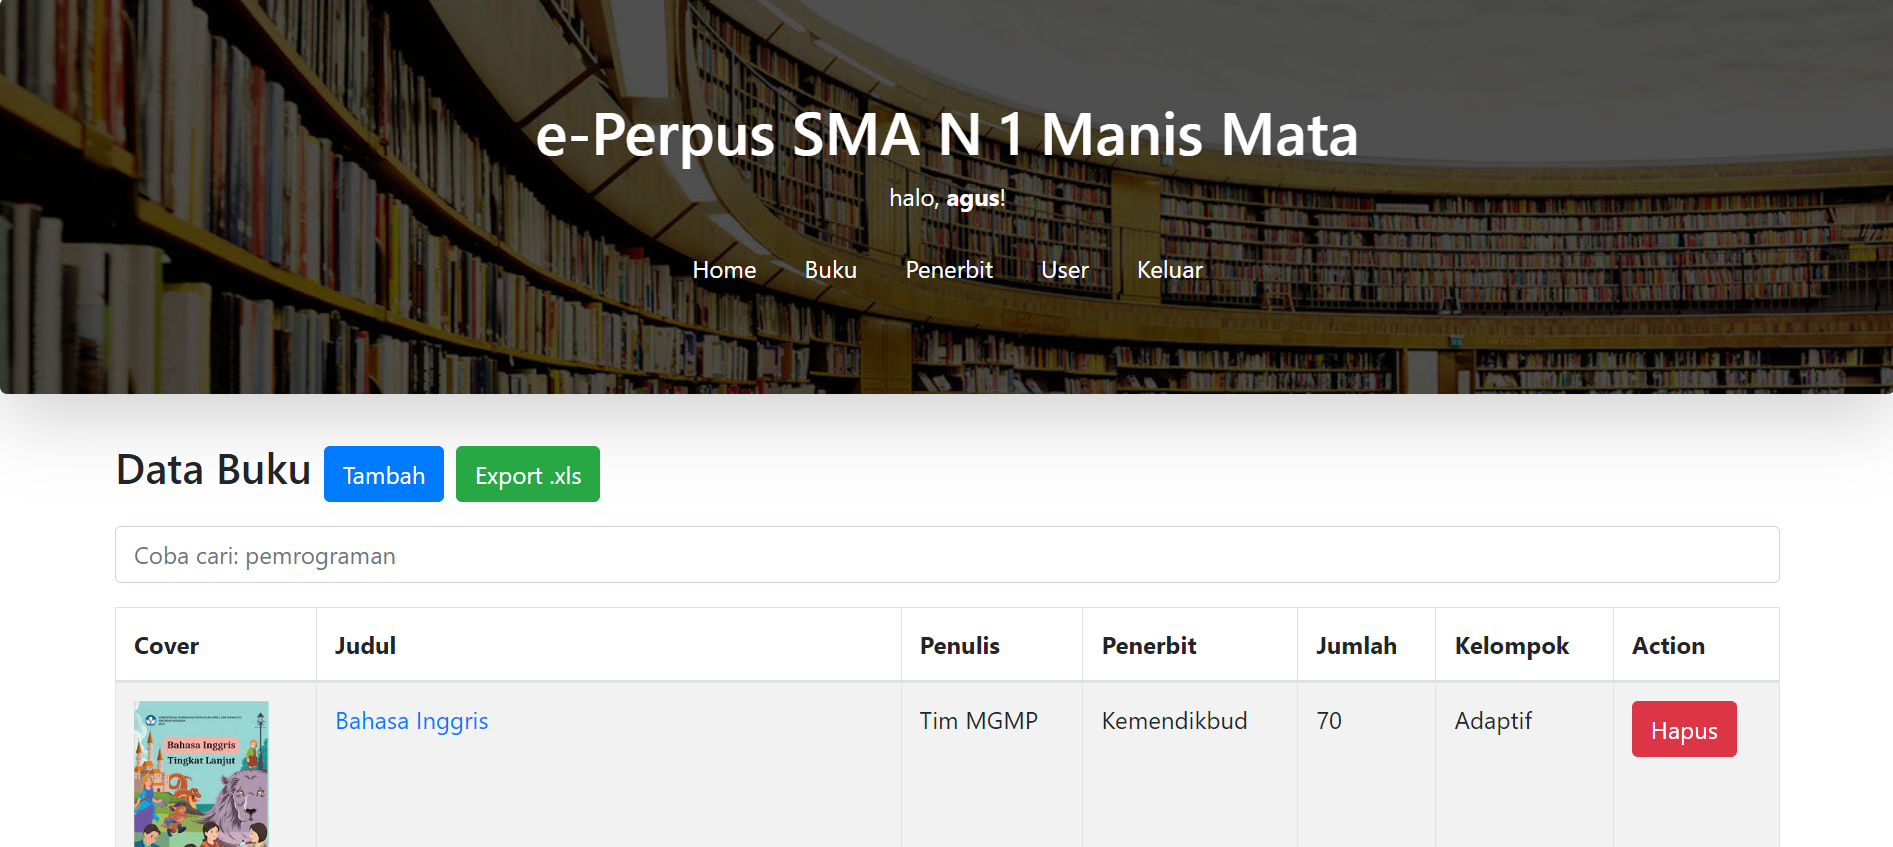 e-Perpus SMA N 1 Manis Mata
halo, agus!
Home Buku Penerbit User Keluar
Data Buku Tambah Export .xls
Coba cari: pemrograman
Cover Judul Penulis Penerbit Jumlah Kelompok Action
Bahasa Inggris Tim MGMP Kemendikbud 70 Adaptif Hapus
Bahasa Inggris
Tingkat Lanjut